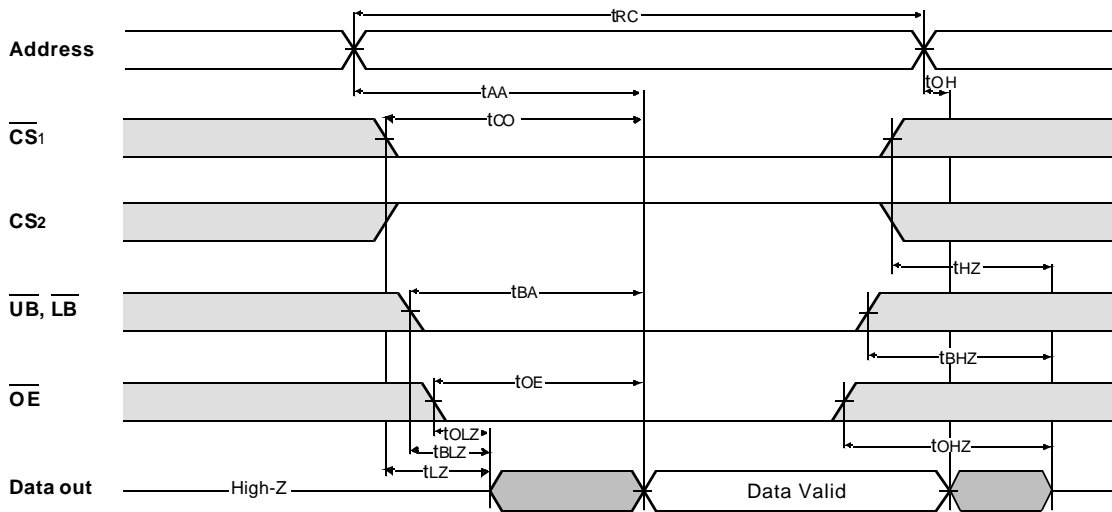 tRC
Address
tOH
tAA
CS1
tCO
CS2
tHZ
UB, LB
tBA
tBHZ
OE
tOE
tOLZ
tOHZ
tBLZ
tLZ
Data out
High-Z
Data Valid